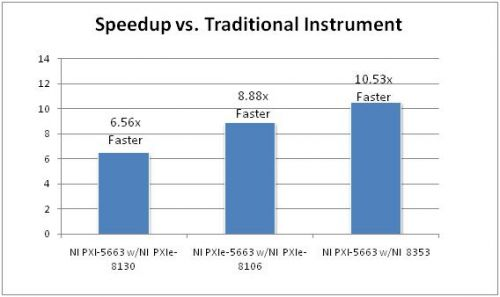 Speedup vs. Traditional Instrument
14
12
10
8
6
4
2
0
6.56x
Faster
8.88x
Faster
10.53x
Faster
NI PXI-5663 w/NI PXIe-
8130
NI PXIe-5663 w/NI PXIe-
8106
NI PXI-5663 w/NI 8353